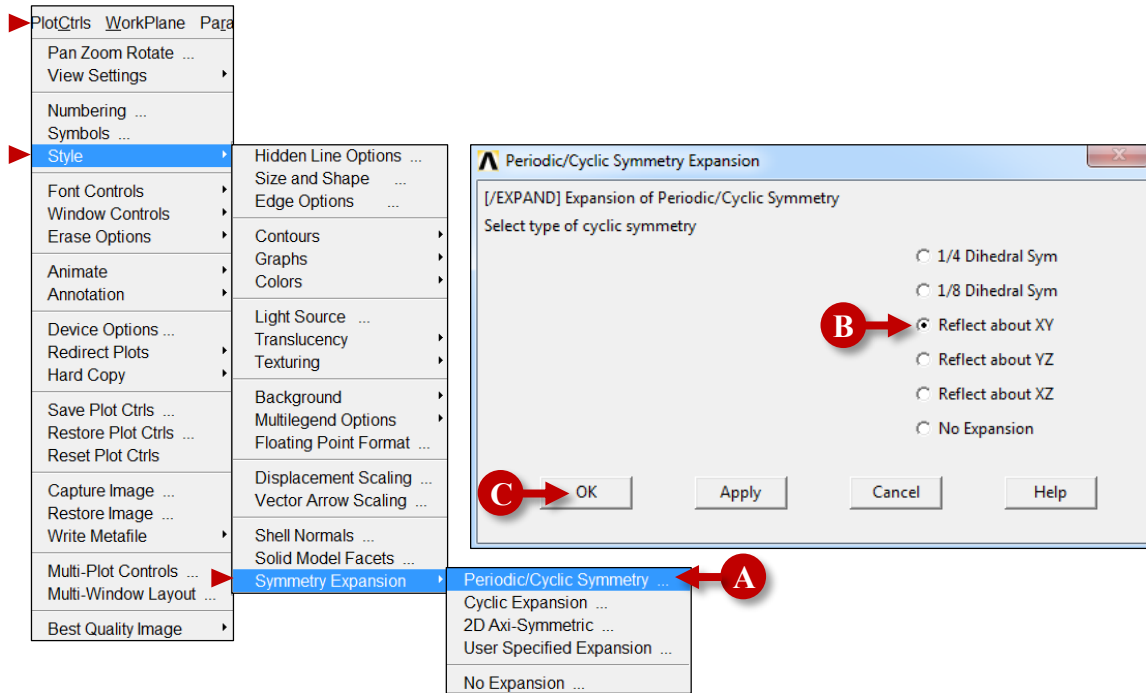 PlotCtrls WorkPlane Para
Pan Zoom Rotate ...
View Settings
Numbering ...
Symbols ...
Style
Font Controls
Window Controls
Erase Options
Animate
Annotation
Device Options ...
Redirect Plots
Hard Copy
Save Plot Ctrls ...
Restore Plot Ctrls ...
Reset Plot Ctrls
Capture Image ...
Restore Image ...
Write Metafile
Multi-Plot Controls ...
Multi-Window Layout ...
Best Quality Image
Hidden Line Options ...
Size and Shape ...
Edge Options ...
Contours
Graphs
Colors
Light Source ...
Translucency
Texturing
Background
Multilegend Options
Floating Point Format ...
Displacement Scaling ...
Vector Arrow Scaling ...
Shell Normals ...
Solid Model Facets ...
Symmetry Expansion
Periodic/Cyclic Symmetry ...
A
Cyclic Expansion ...
2D Axi-Symmetric ...
User Specified Expansion ...
No Expansion ...
Periodic/Cyclic Symmetry Expansion
[/EXPAND] Expansion of Periodic/Cyclic Symmetry
Select type of cyclic symmetry
1/4 Dihedral Sym
1/8 Dihedral Sym
B
Reflect about XY
Reflect about YZ
Reflect about XZ
No Expansion
C
OK
Apply
Cancel
Help